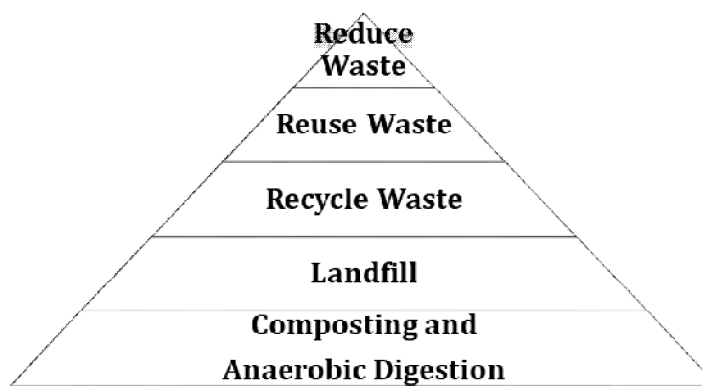 Reduce
Waste
Reuse Waste
Recycle Waste
Landfill
Composting and
Anaerobic Digestion